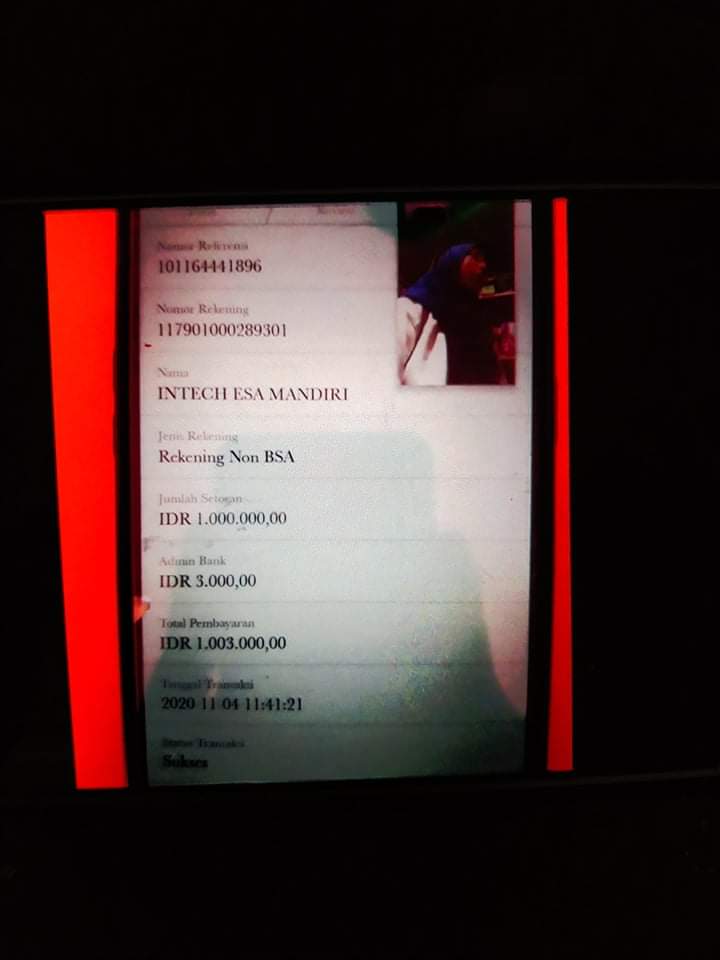 Nomor Referensi
101164441896
Nomor Rekening
117901000289301
Nama
INTECH ESA MANDIRI
Jenis Rekening
Rekening Non BSA
Jumlah Setoran
IDR 1.000.000,00
Admin Bank
IDR 3.000,00
Total Pembayaran
IDR 1.003.000,00
Tanggal Transaksi
2020-11-04 11:41:21
Status Transaksi
Sukses